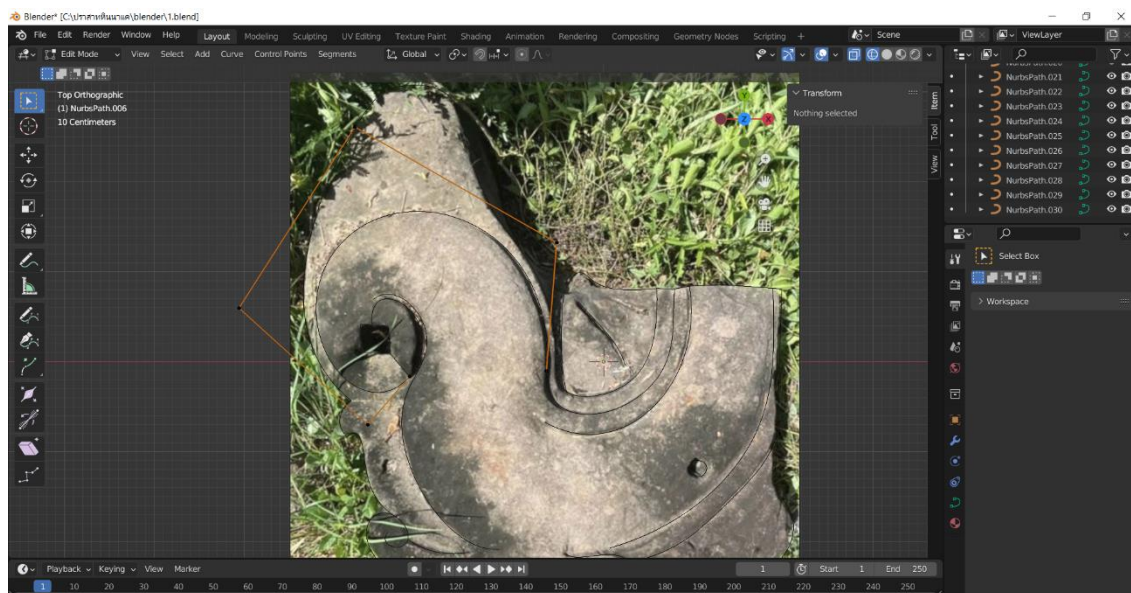 Blender* [C:\ปราสาทหินนาแค\blender\1.blend]
File Edit Render Window Help Layout Modeling Sculpting UV Editing Texture Paint Shading Animation Rendering Compositing Geometry Nodes Scripting + Scene ViewLayer
Edit Mode View Select Add Curve Control Points Segments Global
Top Orthographic
(1) NurbsPath.006
10 Centimeters
Transform
Nothing selected
Item
Tool
View
X
Z
NurbsPath.021
NurbsPath.022
NurbsPath.023
NurbsPath.024
NurbsPath.025
NurbsPath.026
NurbsPath.027
NurbsPath.028
NurbsPath.029
NurbsPath.030
Select Box
Workspace
Playback Keying View Marker 1 Start 1 End 250
1 10 20 30 40 50 60 70 80 90 100 110 120 130 140 150 160 170 180 190 200 210 220 230 240 250